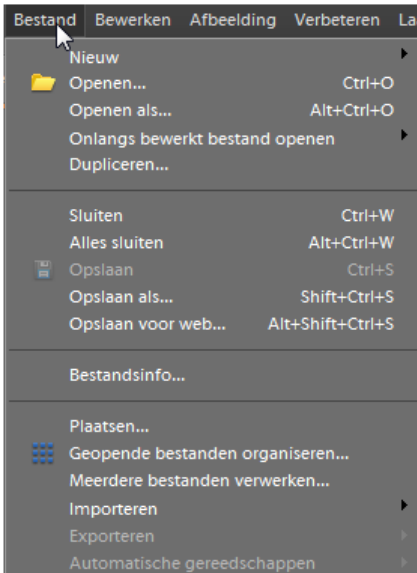 Bestand Bewerken Afbeelding Verbeteren La
Nieuw
Openen... Ctrl+O
Openen als... Alt+Ctrl+O
Onlangs bewerkt bestand openen
Dupliceren...
Sluiten Ctrl+W
Alles sluiten Alt+Ctrl+W
Opslaan Ctrl+S
Opslaan als... Shift+Ctrl+S
Opslaan voor web... Alt+Shift+Ctrl+S
Bestandsinfo...
Plaatsen...
Geopende bestanden organiseren...
Meerdere bestanden verwerken...
Importeren
Exporteren
Automatische gereedschappen